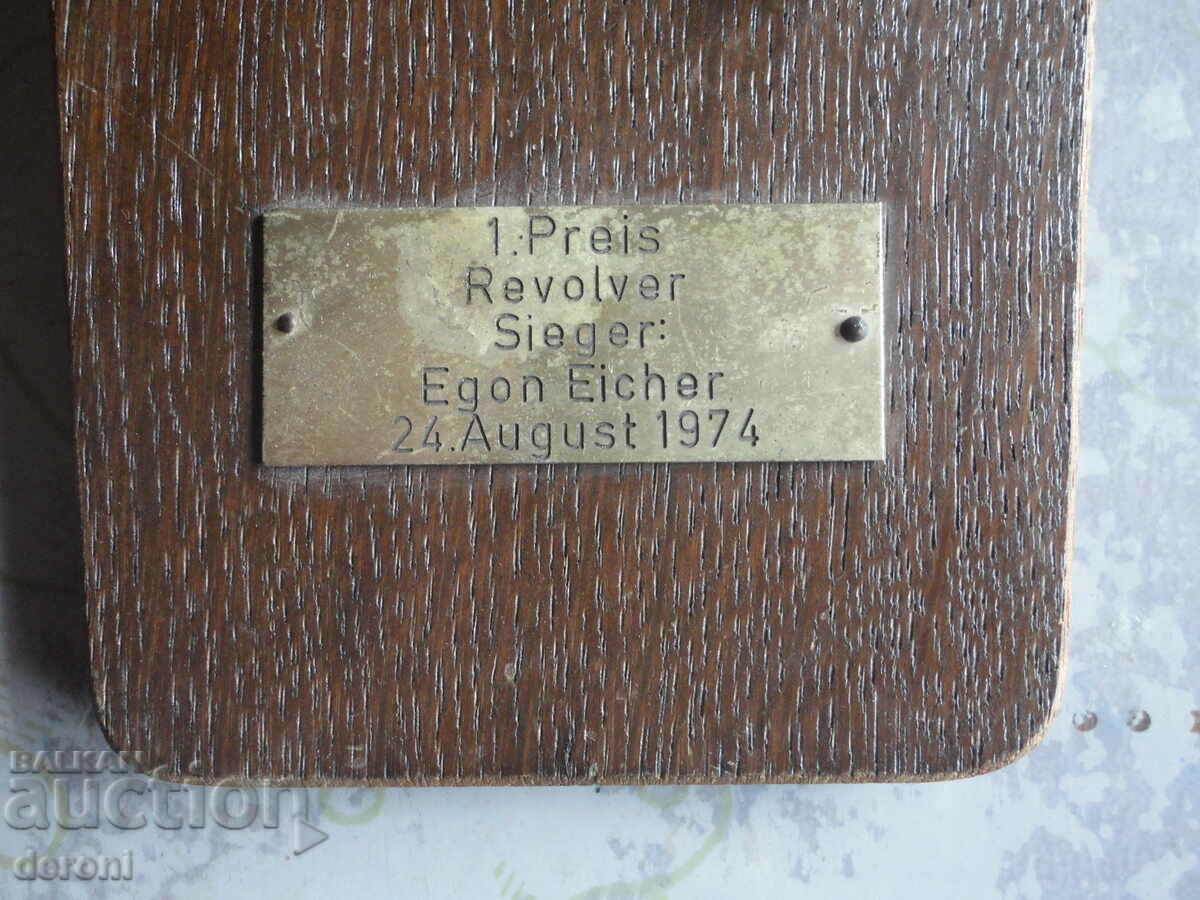 1. Preis
Revolver
Sieger:
Egon Eicher
24. August 1974
BALKAN
auction
deroni